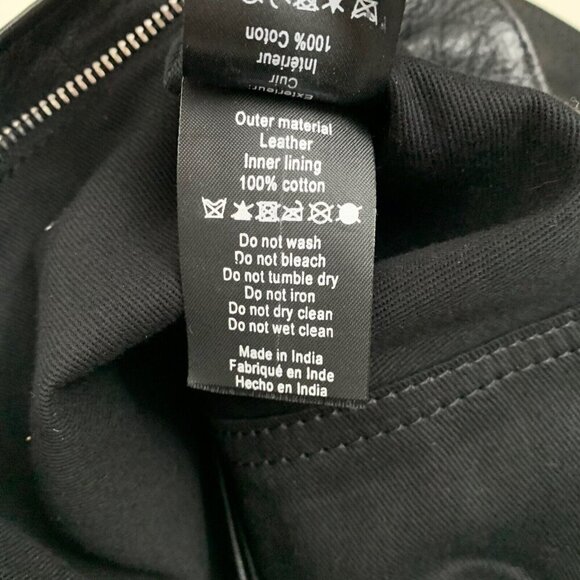 100% Coton
Intérieur
Cuir
Extérieur:
Outer material
Leather
Inner lining
100% cotton
Do not wash
Do not bleach
Do not tumble dry
Do not iron
Do not dry clean
Do not wet clean
Made in India
Fabriqué en Inde
Hecho en India